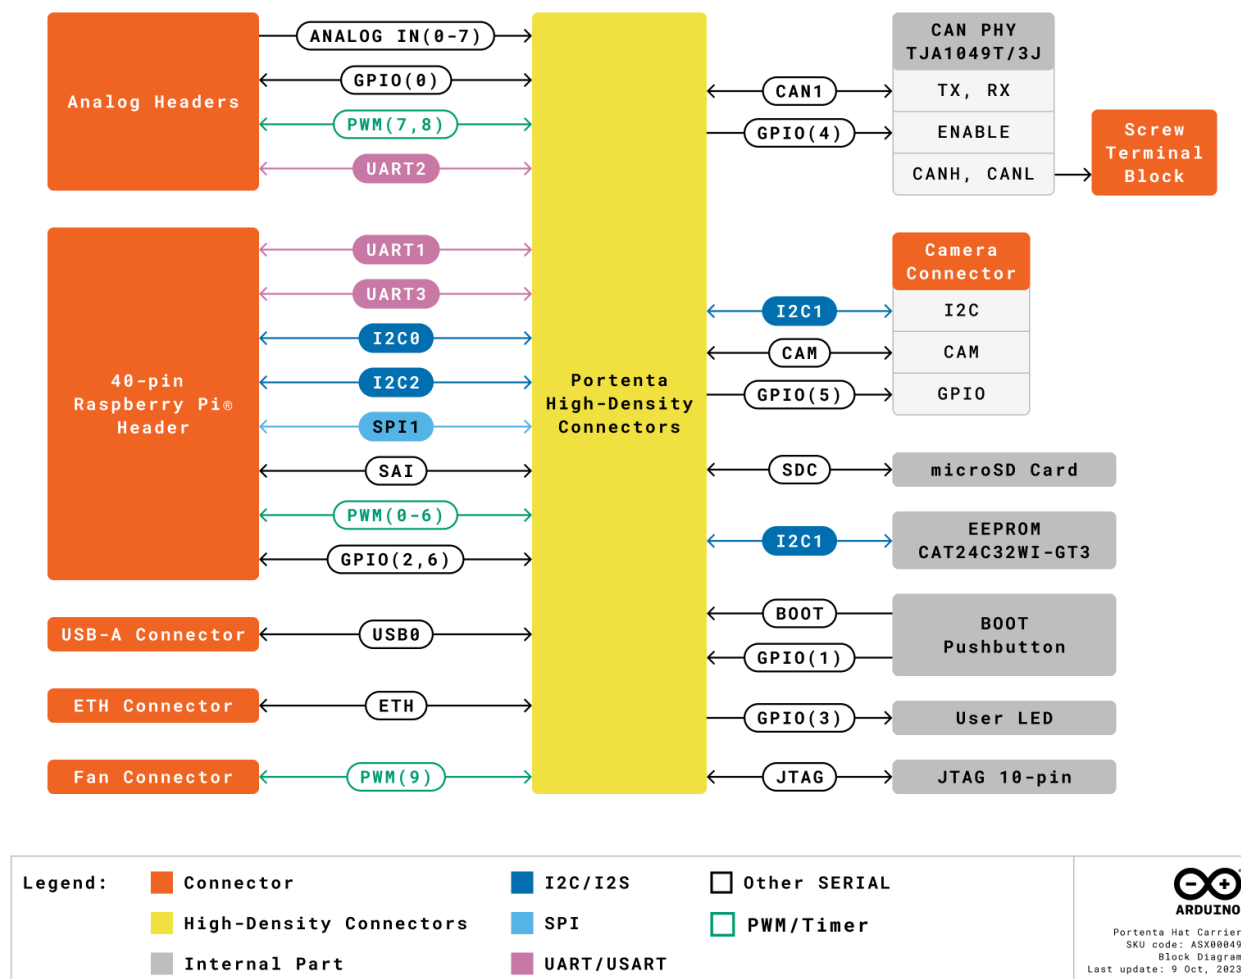 Analog Headers
ANALOG IN(0-7)
GPIO(0)
PWM(7,8)
UART2
40-pin
Raspberry Pi®
Header
UART1
UART3
I2C0
I2C2
SPI1
SAI
PWM(0-6)
GPIO(2,6)
USB-A Connector
USB0
ETH Connector
ETH
Fan Connector
PWM(9)
Portenta
High-Density
Connectors
CAN1
GPIO(4)
CAN PHY
TJA1049T/3J
TX, RX
ENABLE
CANH, CANL
Screw
Terminal
Block
I2C1
CAM
GPIO(5)
Camera
Connector
I2C
CAM
GPIO
SDC
microSD Card
I2C1
EEPROM
CAT24C32WI-GT3
BOOT
GPIO(1)
BOOT
Pushbutton
GPIO(3)
User LED
JTAG
JTAG 10-pin
Legend:
Connector
High-Density Connectors
Internal Part
I2C/I2S
SPI
UART/USART
Other SERIAL
PWM/Timer
ARDUINO
Portenta Hat Carrier
SKU code: ASX00049
Block Diagram
Last update: 9 Oct, 2023